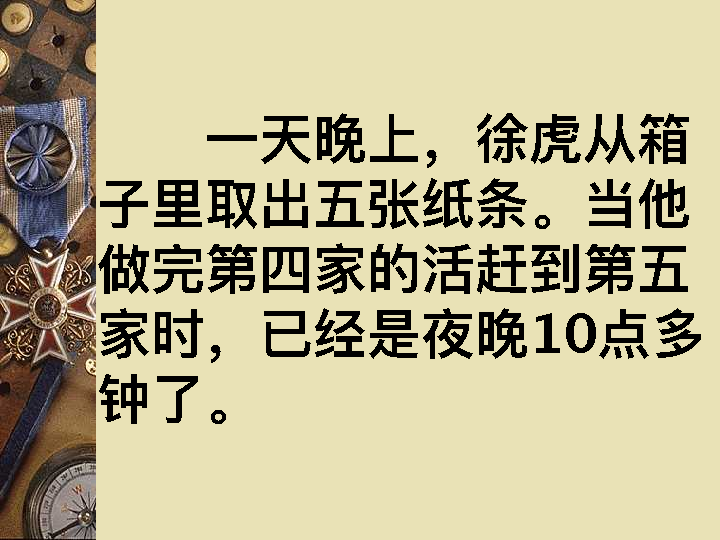 一天晚上，徐虎从箱
子里取出五张纸条。当他
做完第四家的活赶到第五
家时，已经是夜晚10点多
钟了。